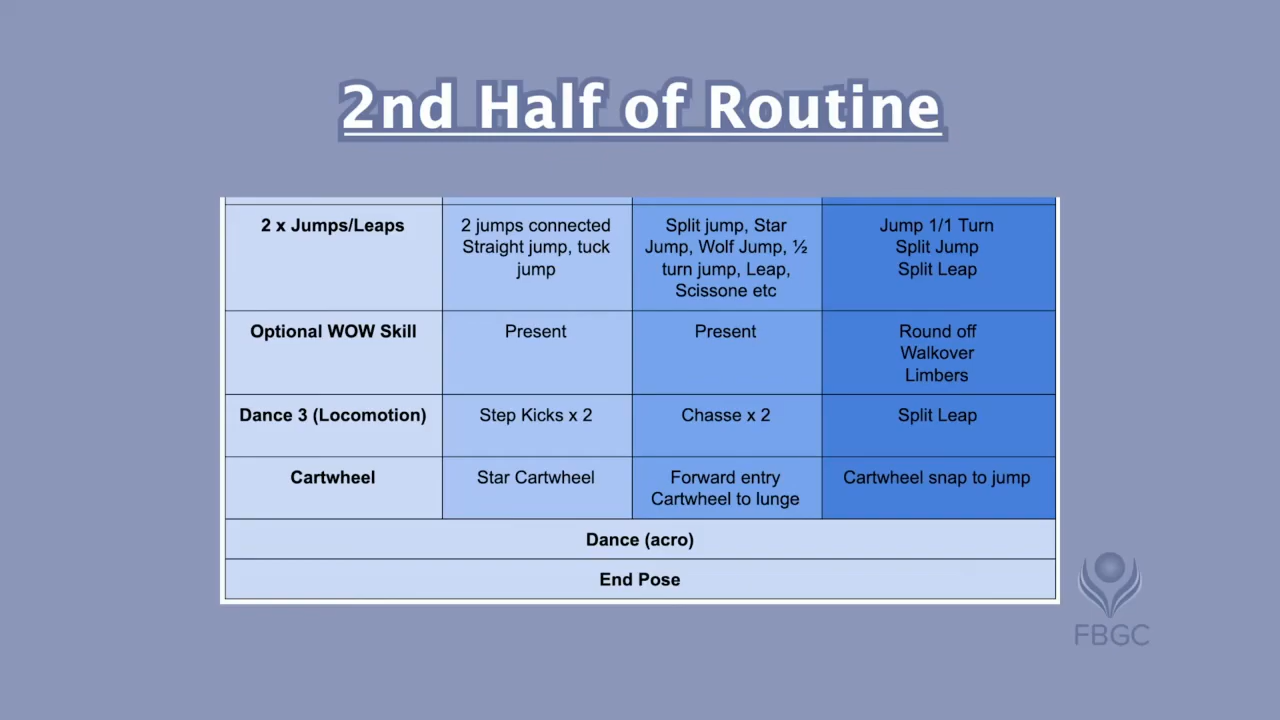 2nd Half of Routine
2 x Jumps/Leaps
2 jumps connected
Straight jump, tuck
jump
Split jump, Star
Jump, Wolf Jump, ½
turn jump, Leap,
Scissone etc
Jump 1/1 Turn
Split Jump
Split Leap
Optional WOW Skill
Present
Present
Round off
Walkover
Limbers
Dance 3 (Locomotion)
Step Kicks x 2
Chasse x 2
Split Leap
Cartwheel
Star Cartwheel
Forward entry
Cartwheel to lunge
Cartwheel snap to jump
Dance (acro)
End Pose
FBGC